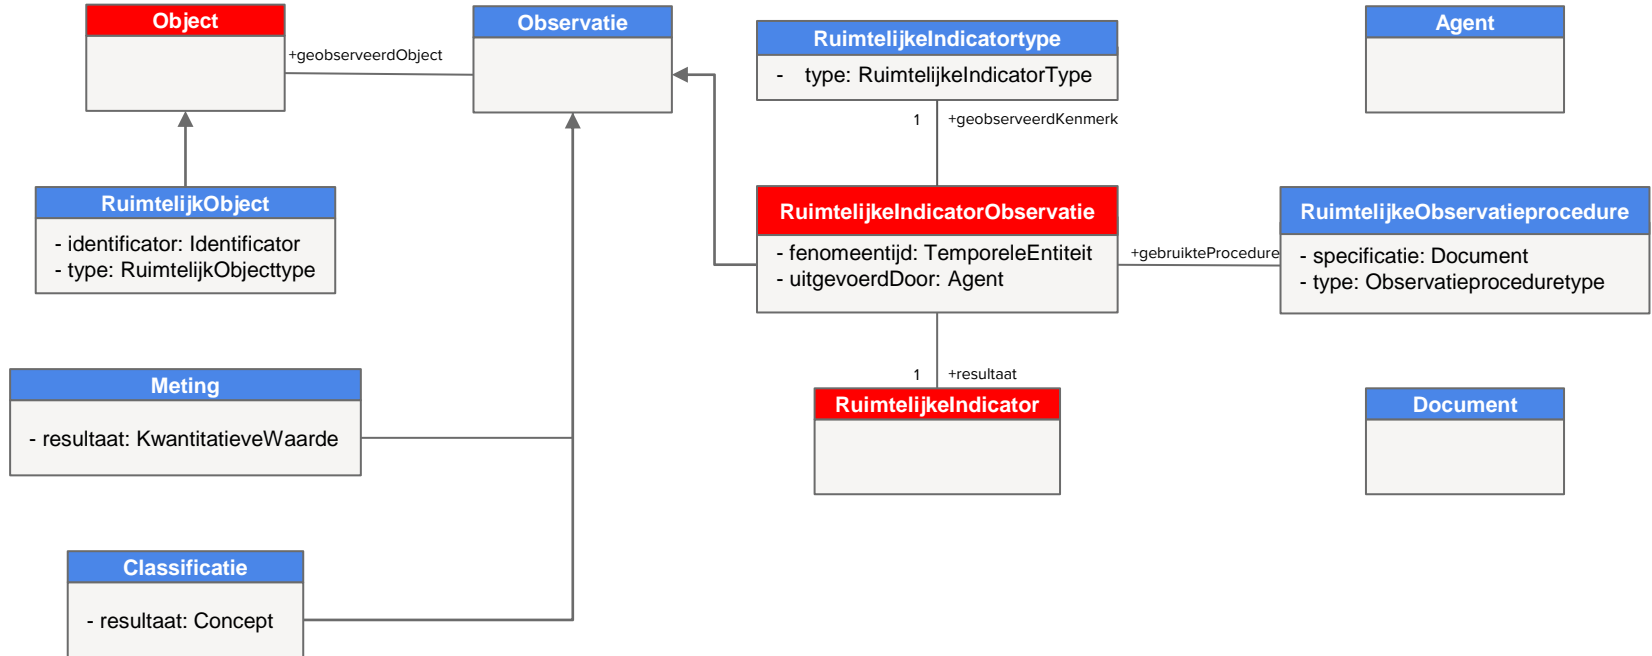 Object
Observatie
+geobserveerdObject
RuimtelijkeIndicatortype
- type: RuimtelijkeIndicatorType
Agent
1 +geobserveerdKenmerk
RuimtelijkObject
- identificator: Identificator
- type: RuimtelijkObjecttype
RuimtelijkeIndicatorObservatie
- fenomeentijd: TemporeleEntiteit
- uitgevoerdDoor: Agent
+gebruikteProcedure
RuimtelijkeObservatieprocedure
- specificatie: Document
- type: Observatieproceduretype
Meting
- resultaat: KwantitatieveWaarde
1 +resultaat
RuimtelijkeIndicator
Document
Classificatie
- resultaat: Concept